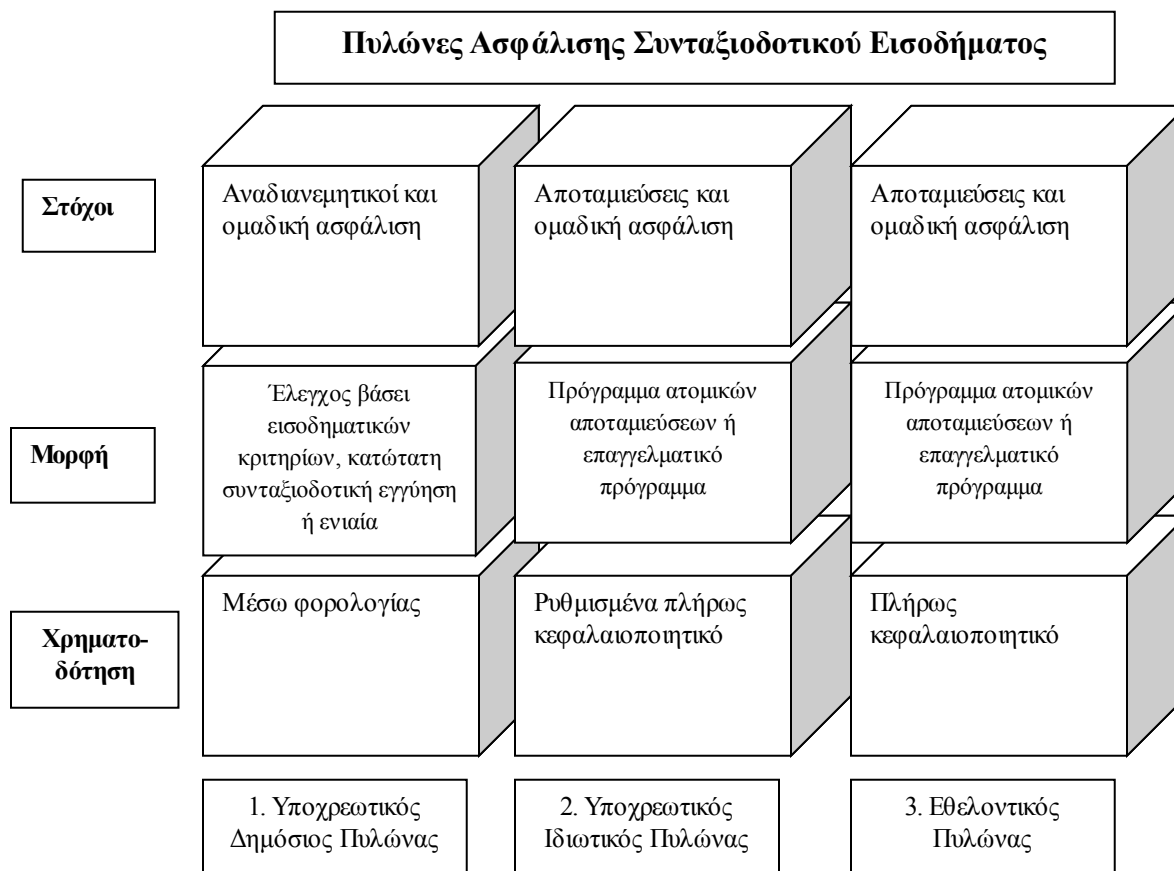 Πυλώνες Ασφάλισης Συνταξιοδοτικού Εισοδήματος
Στόχοι
Αναδιανεμητικοί και
ομαδική ασφάλιση
Αποταμιεύσεις και
ομαδική ασφάλιση
Αποταμιεύσεις και
ομαδική ασφάλιση
Μορφή
Έλεγχος βάσει
εισοδηματικών
κριτηρίων, κατώτατη
συνταξιοδοτική εγγύηση
ή ενιαία
Πρόγραμμα ατομικών
αποταμιεύσεων ή
επαγγελματικό
πρόγραμμα
Πρόγραμμα ατομικών
αποταμιεύσεων ή
επαγγελματικό
πρόγραμμα
Χρηματο-
δότηση
Μέσω φορολογίας
Ρυθμισμένα πλήρως
κεφαλαιοποιητικό
Πλήρως
κεφαλαιοποιητικό
1. Υποχρεωτικός
Δημόσιος Πυλώνας
2. Υποχρεωτικός
Ιδιωτικός Πυλώνας
3. Εθελοντικός
Πυλώνας